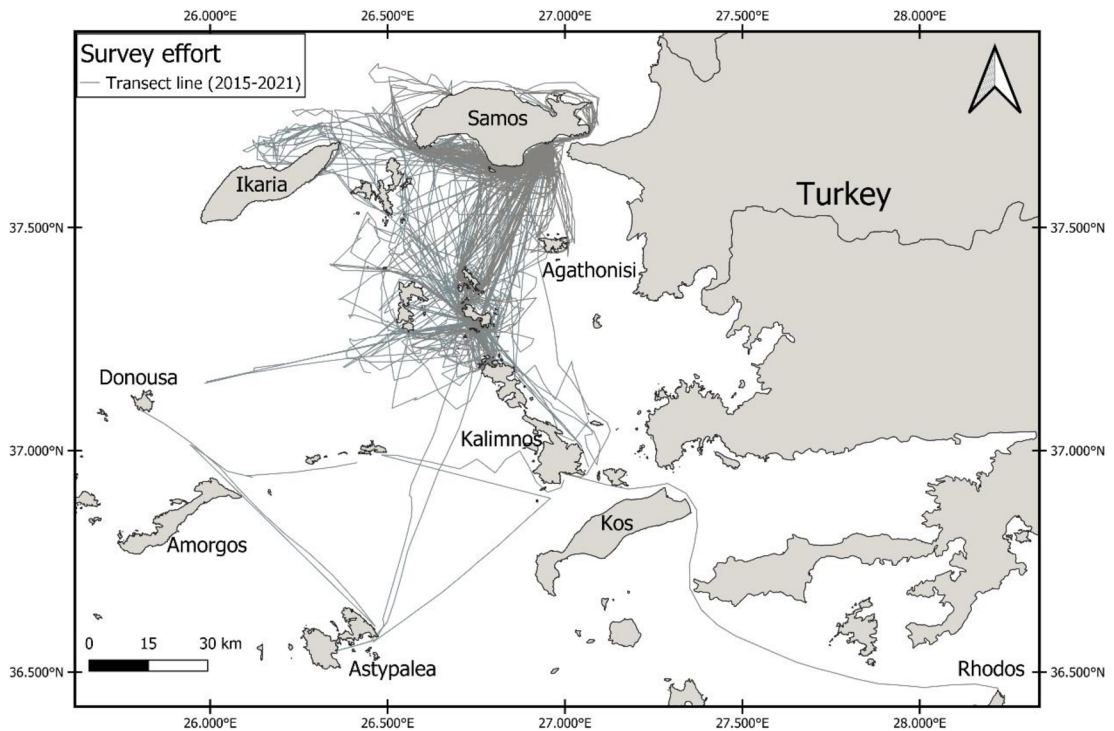 26.000°E 26.500°E 27.000°E 27.500°E 28.000°E
Survey effort
Transect line (2015-2021)
Samos
Ikaria
Turkey
37.500°N 37.500°N
Agathonisi
Donousa
Kalimnos
37.000°N 37.000°N
Kos
Amorgos
0 15 30 km
Astypalea
Rhodos
36.500°N 36.500°N
26.000°E 26.500°E 27.000°E 27.500°E 28.000°E